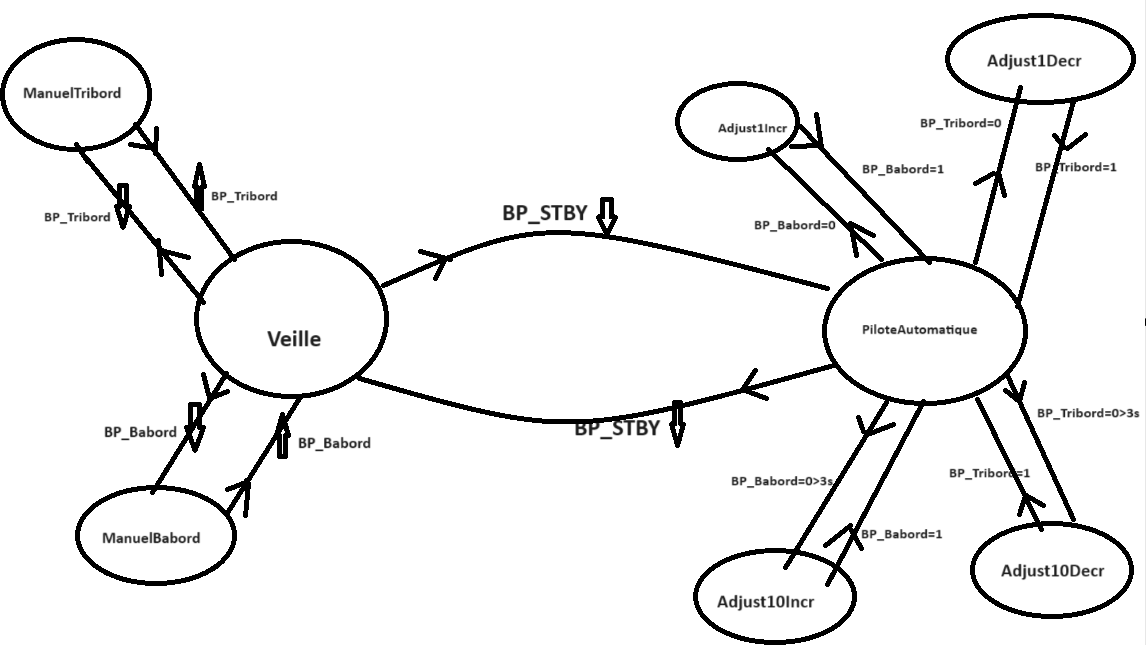 Adjust1Decr
ManuelTribord
BP_Tribord=0
Adjust1Incr
BP_Tribord=1
BP_Babord=1
BP_Tribord
BP_Tribord
BP_STBY
BP_Babord=0
Veille
PiloteAutomatique
BP_Tribord=0>3s
BP_STBY
BP_Babord
BP_Babord
BP_Tribord=1
BP_Babord=0>3s
ManuelBabord
BP_Babord=1
Adjust10Decr
Adjust10Incr